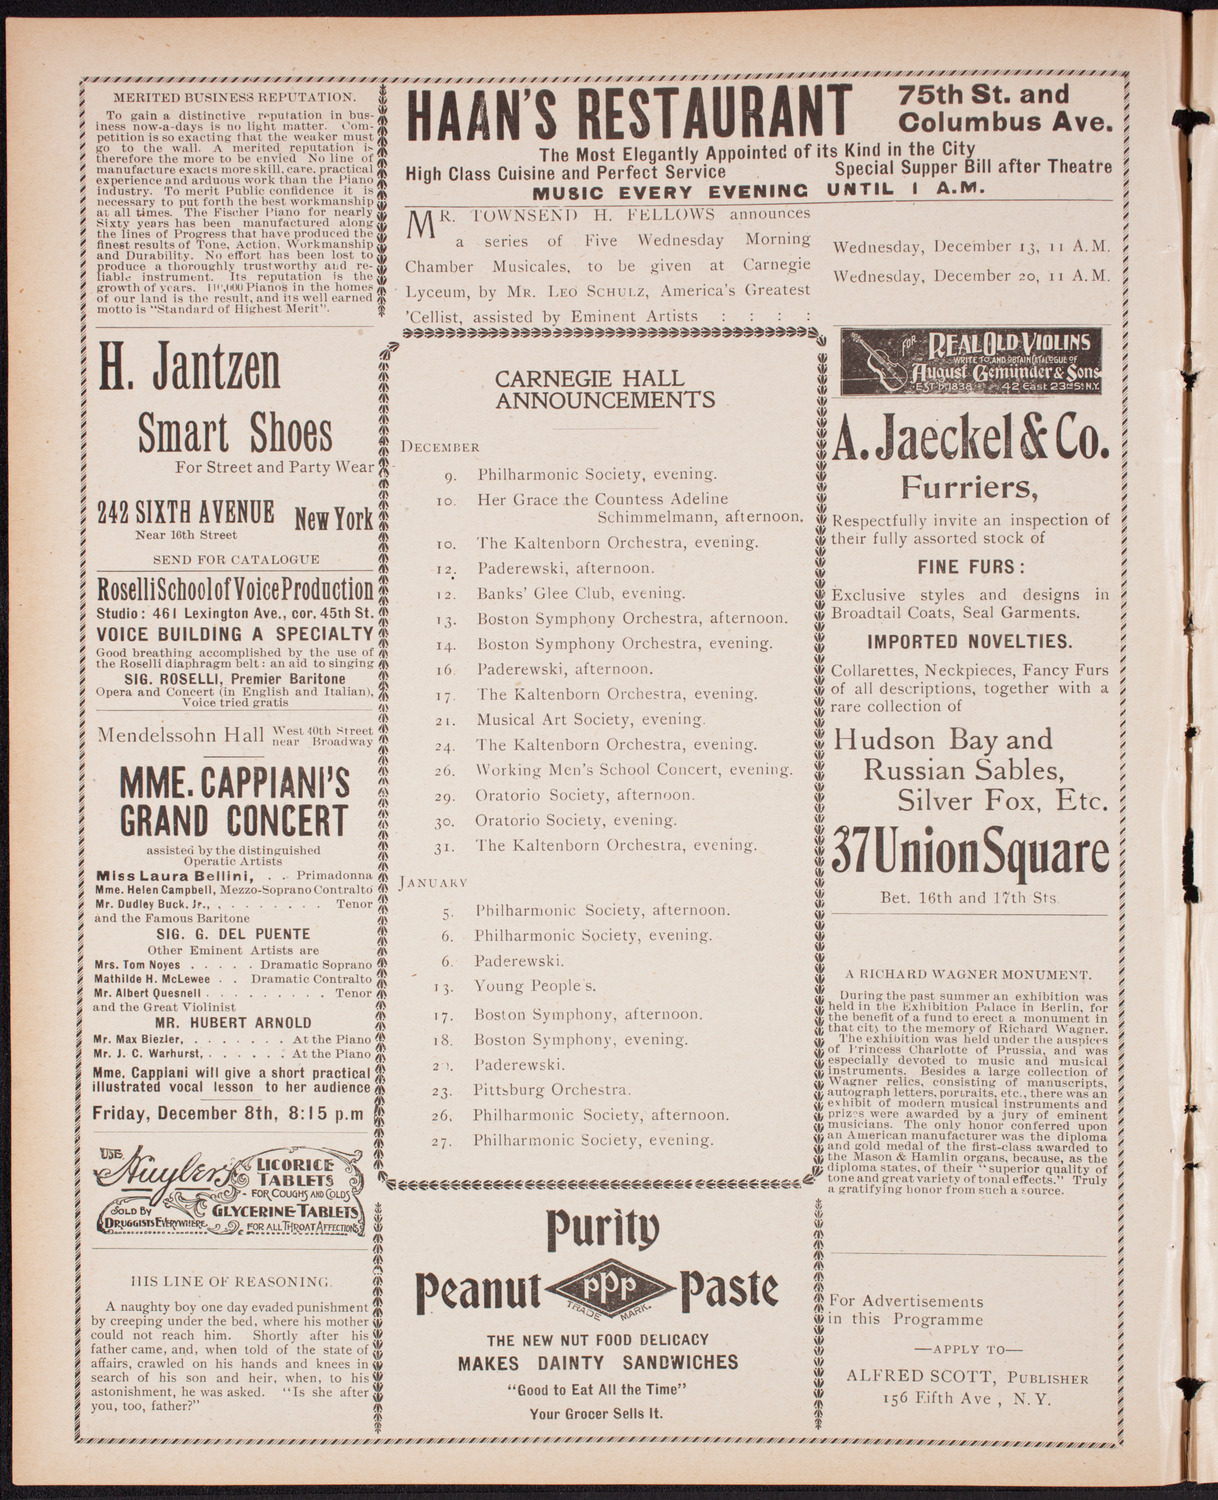 MERITED BUSINESS REPUTATION.
To gain a distinctive reputation in bus-
iness now-a-days is no light matter. Com-
petition is so exacting that the weaker must
go to the wall. A merited reputation is
therefore the more to be envied No line of
manufacture exacts more skill, care, practical
experience and arduous work than the Piano
industry. To merit Public confidence it is
necessary to put forth the best workmanship
at all times. The Fischer Piano for nearly
Sixty years has been manufactured along
the lines of Progress that have produced the
finest results of Tone, Action, Workmanship
and Durability. No effort has been lost to
produce a thoroughly trustworthy and re-
liable instrument. Its reputation is the
growth of years. 110,000 Pianos in the homes
of our land is the result, and its well earned
motto is "Standard of Highest Merit".
H. Jantzen
Smart Shoes
For Street and Party Wear
242 SIXTH AVENUE New York
Near 16th Street
SEND FOR CATALOGUE
Roselli School of Voice Production
Studio: 461 Lexington Ave., cor. 45th St.
VOICE BUILDING A SPECIALTY
Good breathing accomplished by the use of
the Roselli diaphragm belt: an aid to singing
SIG. ROSELLI, Premier Baritone
Opera and Concert (in English and Italian),
Voice tried gratis
Mendelssohn Hall West 40th Street
near Broadway
MME. CAPPIANI'S
GRAND CONCERT
assisted by the distinguished
Operatic Artists
Miss Laura Bellini, . . Primadonna
Mme. Helen Campbell, Mezzo-Soprano Contralto
Mr. Dudley Buck, Jr., . . . . . . . . Tenor
and the Famous Baritone
SIG. G. DEL PUENTE
Other Eminent Artists are
Mrs. Tom Noyes . . . . . Dramatic Soprano
Mathilde H. McLewee . . Dramatic Contralto
Mr. Albert Quesnell . . . . . . . . . Tenor
and the Great Violinist
MR. HUBERT ARNOLD
Mr. Max Biezler, . . . . . . . At the Piano
Mr. J. C. Warhurst, . . . . . . At the Piano
Mme. Cappiani will give a short practical
illustrated vocal lesson to her audience
Friday, December 8th, 8:15 p.m
USE
Huyler's
LICORICE
TABLETS
FOR COUGHS AND COLDS
GLYCERINE TABLETS
FOR ALL THROAT AFFECTIONS
SOLD BY
DRUGGISTS EVERYWHERE
HIS LINE OF REASONING.
A naughty boy one day evaded punishment
by creeping under the bed, where his mother
could not reach him. Shortly after his
father came, and, when told of the state of
affairs, crawled on his hands and knees in
search of his son and heir, when, to his
astonishment, he was asked. "Is she after
you, too, father?"
HAAN'S RESTAURANT 75th St. and
Columbus Ave.
The Most Elegantly Appointed of its Kind in the City
High Class Cuisine and Perfect Service Special Supper Bill after Theatre
MUSIC EVERY EVENING UNTIL 1 A.M.
MR. TOWNSEND H. FELLOWS announces
a series of Five Wednesday Morning
Chamber Musicales, to be given at Carnegie
Lyceum, by MR. LEO SCHULZ, America's Greatest
'Cellist, assisted by Eminent Artists : : : :
Wednesday, December 13, 11 A.M.
Wednesday, December 20, 11 A.M.
CARNEGIE HALL
ANNOUNCEMENTS
DECEMBER
9. Philharmonic Society, evening.
10. Her Grace the Countess Adeline
Schimmelmann, afternoon.
10. The Kaltenborn Orchestra, evening.
12. Paderewski, afternoon.
12. Banks' Glee Club, evening.
13. Boston Symphony Orchestra, afternoon.
14. Boston Symphony Orchestra, evening.
16. Paderewski, afternoon.
17. The Kaltenborn Orchestra, evening.
21. Musical Art Society, evening.
24. The Kaltenborn Orchestra, evening.
26. Working Men's School Concert, evening.
29. Oratorio Society, afternoon.
30. Oratorio Society, evening.
31. The Kaltenborn Orchestra, evening.
JANUARY
5. Philharmonic Society, afternoon.
6. Philharmonic Society, evening.
6. Paderewski.
13. Young People's.
17. Boston Symphony, afternoon.
18. Boston Symphony, evening.
Paderewski.
23. Pittsburg Orchestra.
26. Philharmonic Society, afternoon.
27. Philharmonic Society, evening.
Purity
Peanut PPP Paste
TRADE MARK.
THE NEW NUT FOOD DELICACY
MAKES DAINTY SANDWICHES
"Good to Eat All the Time"
Your Grocer Sells It.
FOR REAL OLD VIOLINS
WRITE TO AND OBTAIN CATALOGUE OF
August Gemünder & Sons
ESTB'D 1838 42 East 23rd St N.Y.
A. Jaeckel & Co.
Furriers,
Respectfully invite an inspection of
their fully assorted stock of
FINE FURS:
Exclusive styles and designs in
Broadtail Coats, Seal Garments.
IMPORTED NOVELTIES.
Collarettes, Neckpieces, Fancy Furs
of all descriptions, together with a
rare collection of
Hudson Bay and
Russian Sables,
Silver Fox, Etc.
37 Union Square
Bet. 16th and 17th Sts.
A RICHARD WAGNER MONUMENT.
During the past summer an exhibition was
held in the Exhibition Palace in Berlin, for
the benefit of a fund to erect a monument in
that city to the memory of Richard Wagner.
The exhibition was held under the auspices
of Princess Charlotte of Prussia, and was
especially devoted to music and musical
instruments. Besides a large collection of
Wagner relics, consisting of manuscripts,
autograph letters, portraits, etc., there was an
exhibit of modern musical instruments and
prizes were awarded by a jury of eminent
musicians. The only honor conferred upon
an American manufacturer was the diploma
and gold medal of the first-class awarded to
the Mason & Hamlin organs, because, as the
diploma states, of their "superior quality of
tone and great variety of tonal effects." Truly
a gratifying honor from such a source.
For Advertisements
in this Programme
—APPLY TO—
ALFRED SCOTT, PUBLISHER
156 Fifth Ave , N.Y.